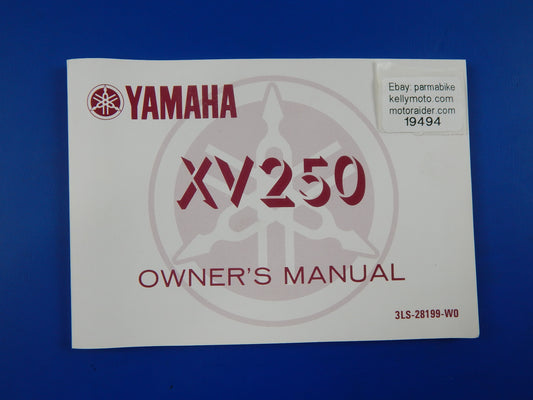 YAMAHA
Ebay: parmabike
kellymoto.com
motoraider.com
19494
XV250
OWNER'S MANUAL
3LS-28199-W0